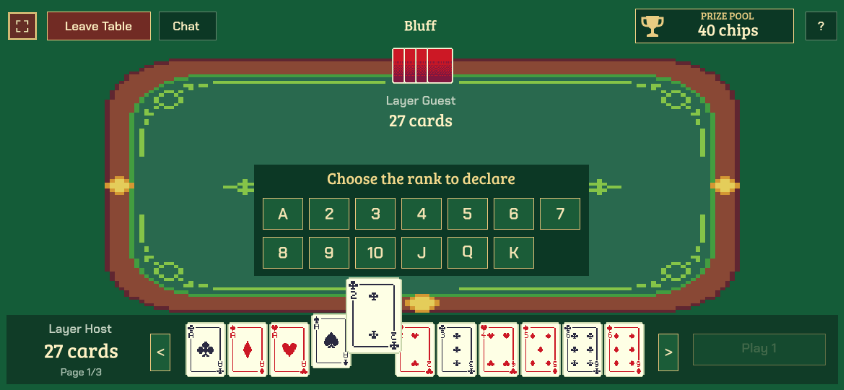 Leave Table
Chat
Bluff
PRIZE POOL
40 chips
?
Layer Guest
27 cards
Choose the rank to declare
A 2 3 4 5 6 7
8 9 10 J Q K
Layer Host
27 cards
Page 1/3
<
>
Play 1